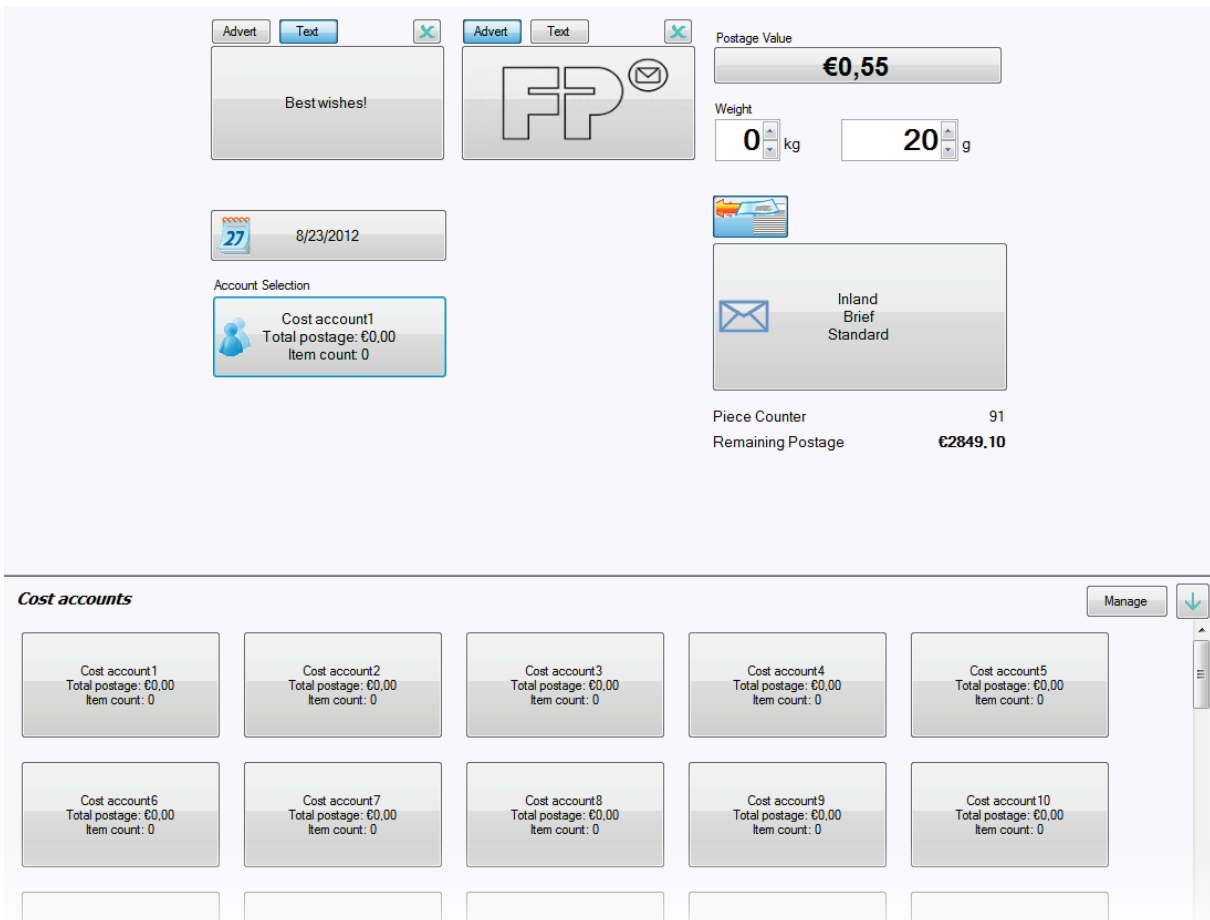 Advert Text
Advert Text
Postage Value
€0,55
Best wishes!
FP
Weight
0 kg 20 g
27 8/23/2012
Account Selection
Cost account1
Total postage: €0,00
Item count: 0
Inland
Brief
Standard
Piece Counter 91
Remaining Postage €2849,10
Cost accounts
Manage
Cost account1
Total postage: €0,00
Item count: 0
Cost account2
Total postage: €0,00
Item count: 0
Cost account3
Total postage: €0,00
Item count: 0
Cost account4
Total postage: €0,00
Item count: 0
Cost account5
Total postage: €0,00
Item count: 0
Cost account6
Total postage: €0,00
Item count: 0
Cost account7
Total postage: €0,00
Item count: 0
Cost account8
Total postage: €0,00
Item count: 0
Cost account9
Total postage: €0,00
Item count: 0
Cost account10
Total postage: €0,00
Item count: 0